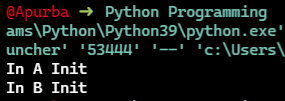 @Apurba ➜ Python Programming
ams\Python\Python39\python.exe'
uncher' '53444' '--' 'c:\Users\
In A Init
In B Init